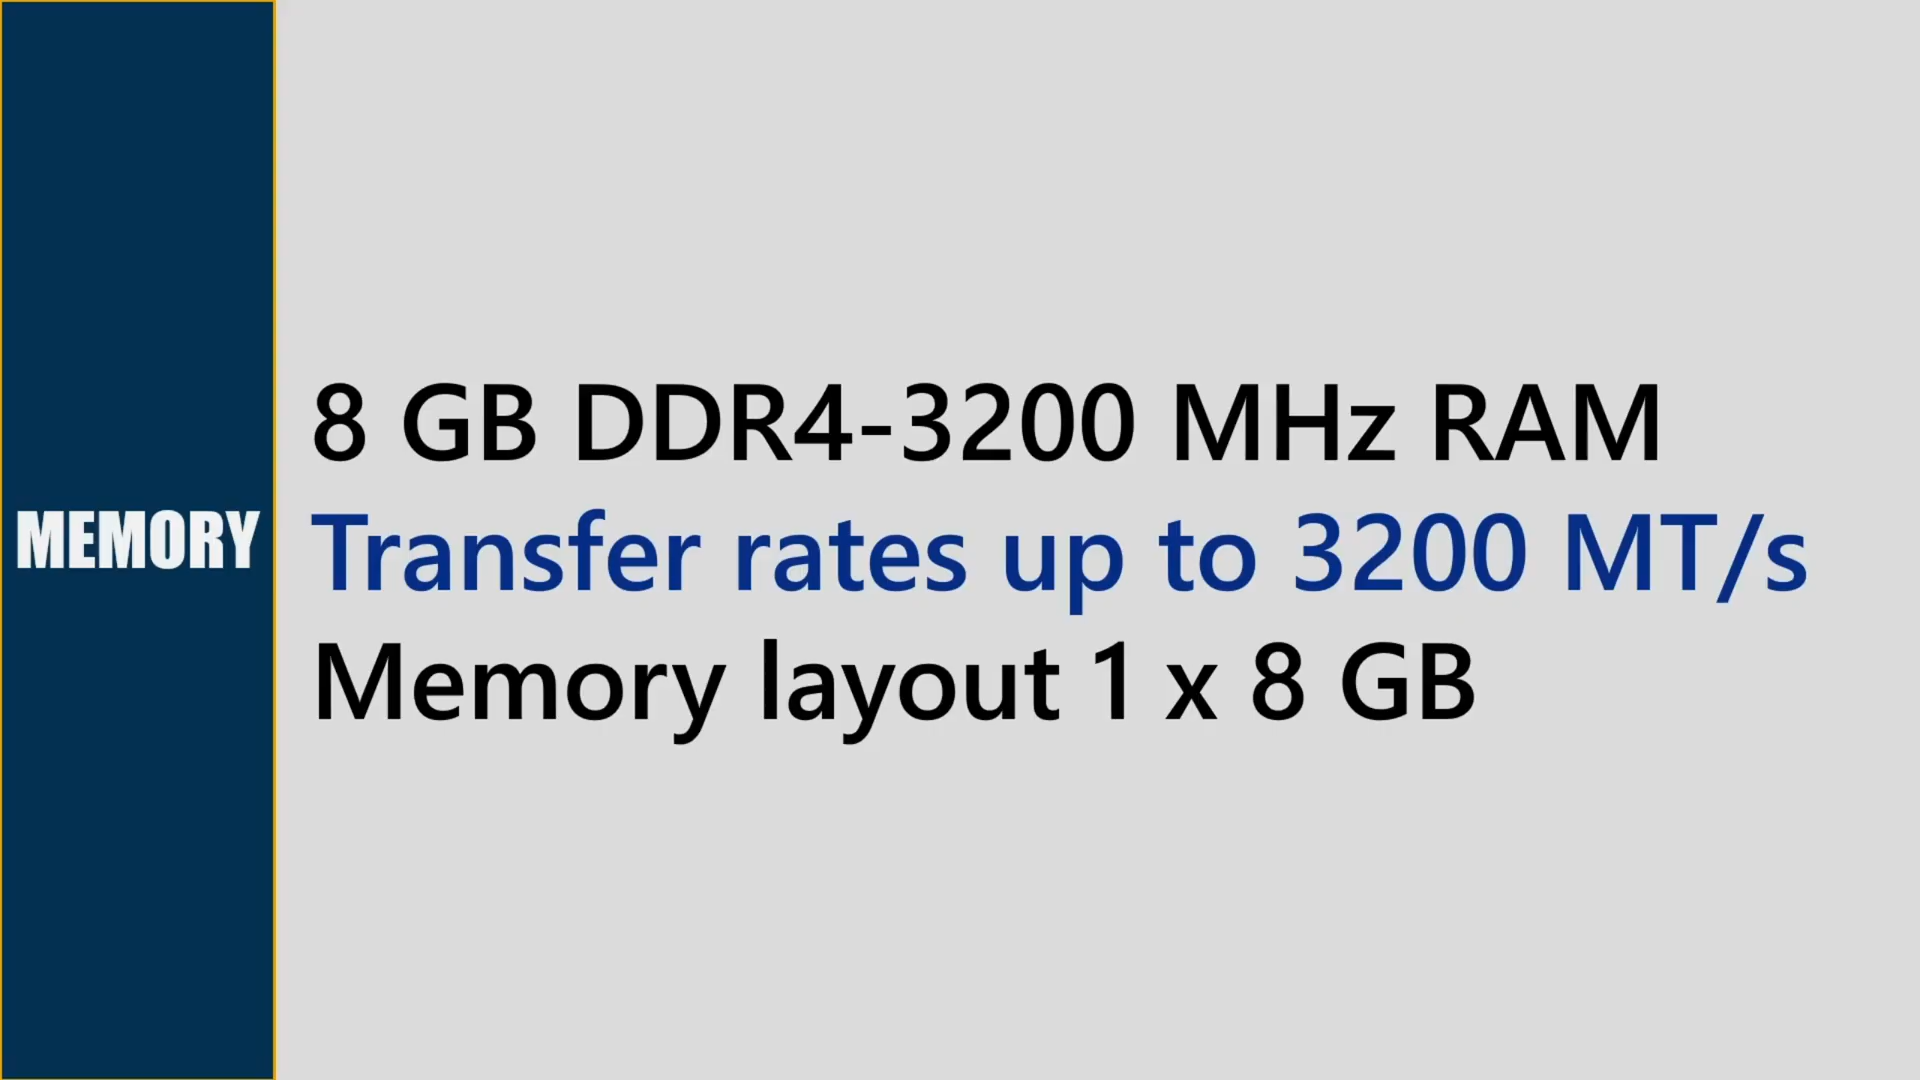 MEMORY
8 GB DDR4-3200 MHz RAM
Transfer rates up to 3200 MT/s
Memory layout 1 x 8 GB